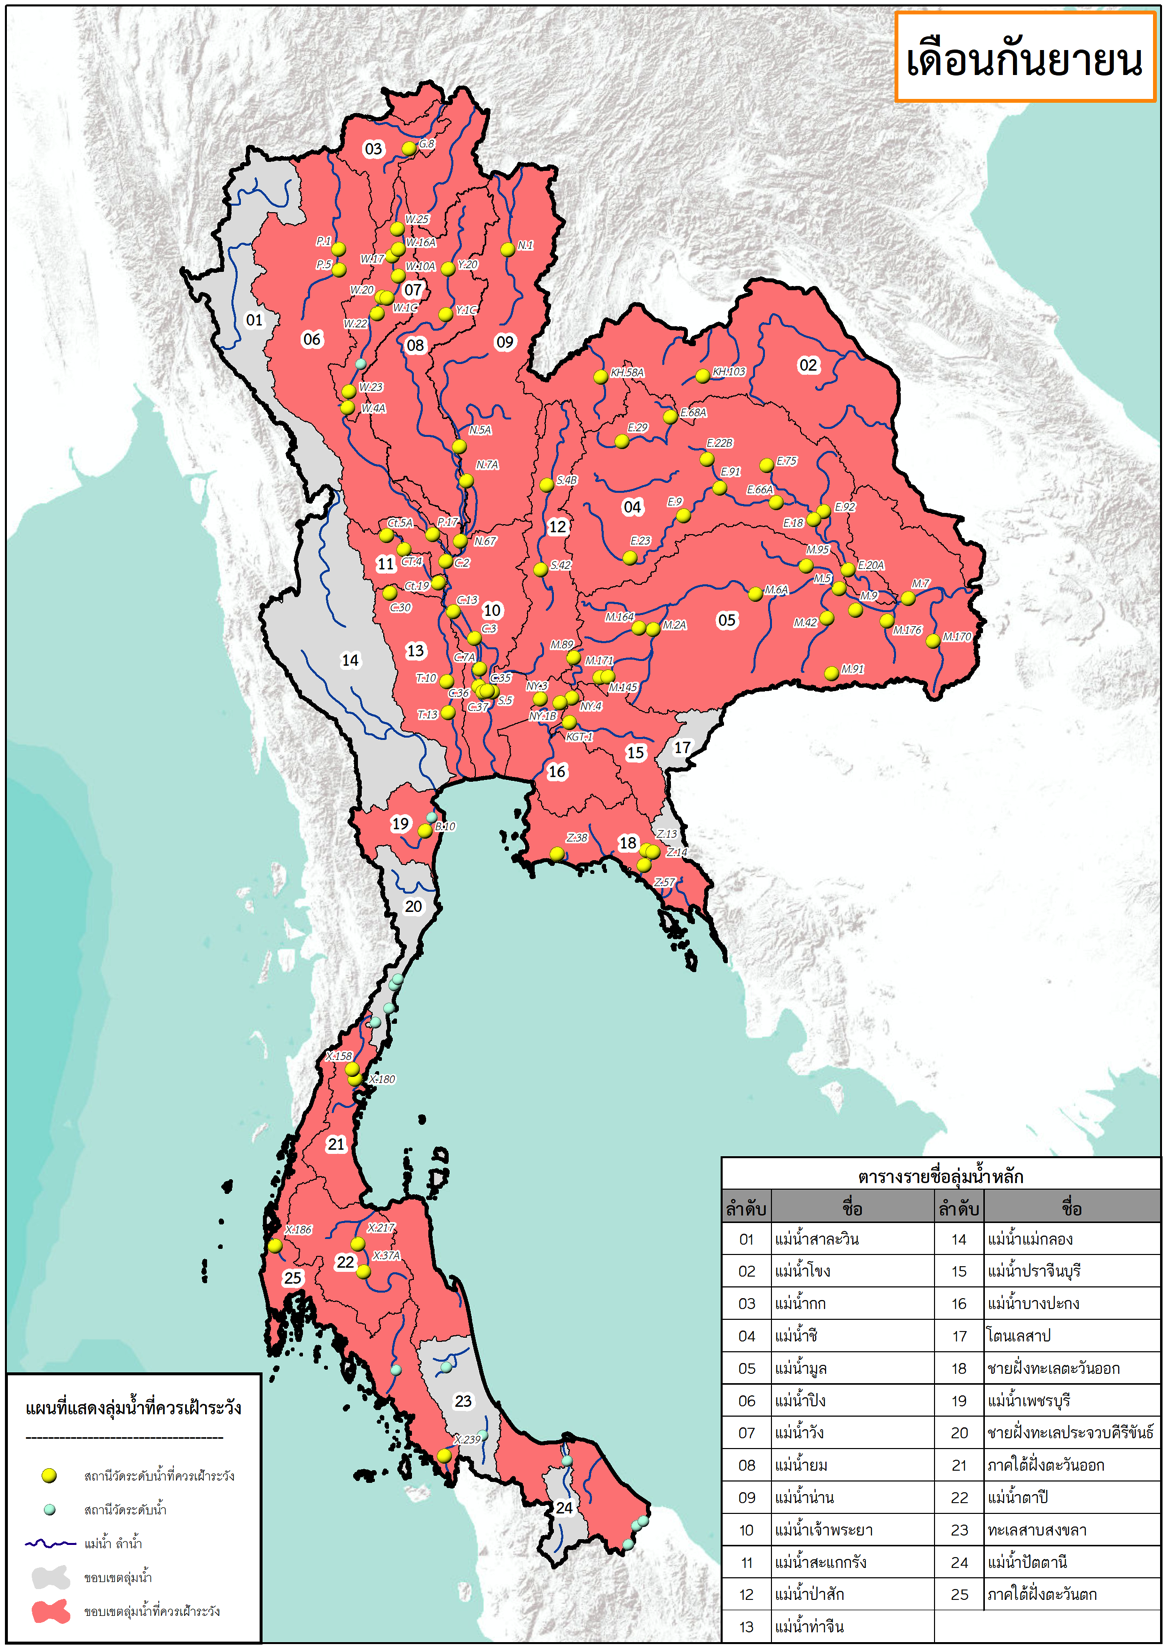 เดือนกันยายน
03
G.8
W.25
P.1
W.16A
N.1
W.17
P.5
W.10A
Y.20
W.20
07
W.1C
Y.1C
01
W.22
06
08
09
02
KH.58A
KH.103
W.23
W.4A
E.68A
E.29
N.5A
E.22B
E.75
N.7A
E.91
S.4B
E.66A
04
E.9
E.92
12
E.18
Ct.5A
P.17
N.67
E.23
M.95
11
CT.4
C.2
S.42
E.20A
Ct.19
M.5
M.7
C.30
M.6A
M.9
C.13
10
M.164
M.2A
05
M.42
M.176
C.3
M.170
13
M.89
14
C.7A
M.171
M.91
T.10
C.36
C.35
NY.3
M.145
C.37
S.5
NY.4
T.13
NY.1B
KGT.1
17
15
16
19
B.10
Z.38
18
Z.13
Z.14
Z.57
20
X.158
X.180
21
X.186
X.217
X.37A
22
25
23
X.239
24
แผนที่แสดงลุ่มน้ำที่ควรเฝ้าระวัง
สถานีวัดระดับน้ำที่ควรเฝ้าระวัง
สถานีวัดระดับน้ำ
แม่น้ำ ลำน้ำ
ขอบเขตลุ่มน้ำ
ขอบเขตลุ่มน้ำที่ควรเฝ้าระวัง
ตารางรายชื่อลุ่มน้ำหลัก
ลำดับ ชื่อ ลำดับ ชื่อ
01 แม่น้ำสาละวิน 14 แม่น้ำแม่กลอง
02 แม่น้ำโขง 15 แม่น้ำปราจีนบุรี
03 แม่น้ำกก 16 แม่น้ำบางปะกง
04 แม่น้ำชี 17 โตนเลสาป
05 แม่น้ำมูล 18 ชายฝั่งทะเลตะวันออก
06 แม่น้ำปิง 19 แม่น้ำเพชรบุรี
07 แม่น้ำวัง 20 ชายฝั่งทะเลประจวบคีรีขันธ์
08 แม่น้ำยม 21 ภาคใต้ฝั่งตะวันออก
09 แม่น้ำน่าน 22 แม่น้ำตาปี
10 แม่น้ำเจ้าพระยา 23 ทะเลสาบสงขลา
11 แม่น้ำสะแกกรัง 24 แม่น้ำปัตตานี
12 แม่น้ำป่าสัก 25 ภาคใต้ฝั่งตะวันตก
13 แม่น้ำท่าจีน